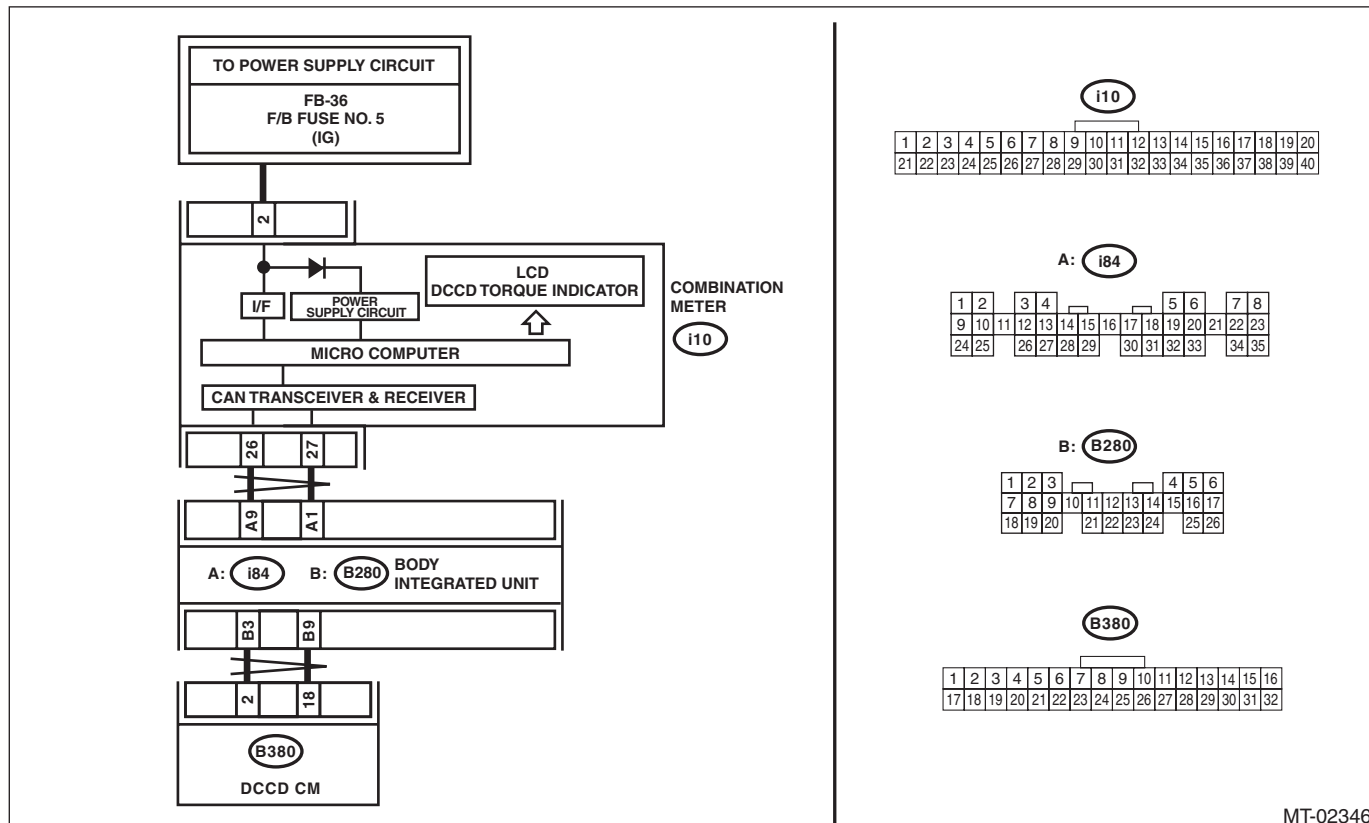 TO POWER SUPPLY CIRCUIT
FB-36
F/B FUSE NO. 5
(IG)
2
I/F
POWER
SUPPLY CIRCUIT
LCD
DCCD TORQUE INDICATOR
MICRO COMPUTER
CAN TRANSCEIVER & RECEIVER
COMBINATION
METER
i10
26 27
A9 A1
A: i84 B: B280 BODY
INTEGRATED UNIT
B3 B9
2 18
B380
DCCD CM
i10
1 2 3 4 5 6 7 8 9 10 11 12 13 14 15 16 17 18 19 20
21 22 23 24 25 26 27 28 29 30 31 32 33 34 35 36 37 38 39 40
A: i84
1 2 3 4 5 6 7 8
9 10 11 12 13 14 15 16 17 18 19 20 21 22 23
24 25 26 27 28 29 30 31 32 33 34 35
B: B280
1 2 3 4 5 6
7 8 9 10 11 12 13 14 15 16 17
18 19 20 21 22 23 24 25 26
B380
1 2 3 4 5 6 7 8 9 10 11 12 13 14 15 16
17 18 19 20 21 22 23 24 25 26 27 28 29 30 31 32
MT-02346